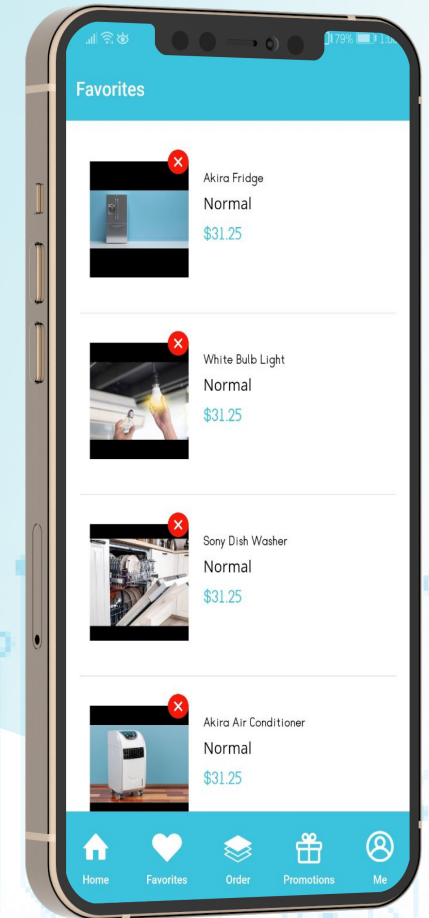 79%
Favorites
Akira Fridge
Normal
$31.25
White Bulb Light
Normal
$31.25
Sony Dish Washer
Normal
$31.25
Akira Air Conditioner
Normal
$31.25
Home
Favorites
Order
Promotions
Me